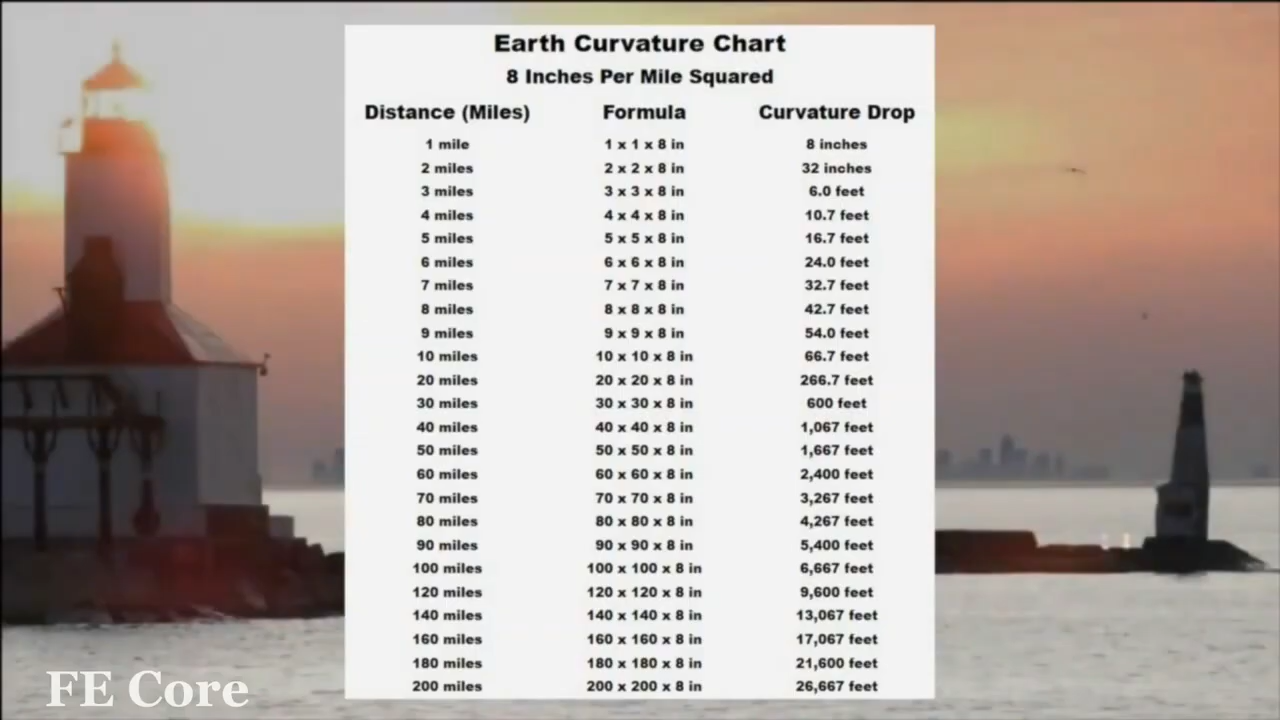 Earth Curvature Chart
8 Inches Per Mile Squared
Distance (Miles) Formula Curvature Drop
1 mile 1 x 1 x 8 in 8 inches
2 miles 2 x 2 x 8 in 32 inches
3 miles 3 x 3 x 8 in 6.0 feet
4 miles 4 x 4 x 8 in 10.7 feet
5 miles 5 x 5 x 8 in 16.7 feet
6 miles 6 x 6 x 8 in 24.0 feet
7 miles 7 x 7 x 8 in 32.7 feet
8 miles 8 x 8 x 8 in 42.7 feet
9 miles 9 x 9 x 8 in 54.0 feet
10 miles 10 x 10 x 8 in 66.7 feet
20 miles 20 x 20 x 8 in 266.7 feet
30 miles 30 x 30 x 8 in 600 feet
40 miles 40 x 40 x 8 in 1,067 feet
50 miles 50 x 50 x 8 in 1,667 feet
60 miles 60 x 60 x 8 in 2,400 feet
70 miles 70 x 70 x 8 in 3,267 feet
80 miles 80 x 80 x 8 in 4,267 feet
90 miles 90 x 90 x 8 in 5,400 feet
100 miles 100 x 100 x 8 in 6,667 feet
120 miles 120 x 120 x 8 in 9,600 feet
140 miles 140 x 140 x 8 in 13,067 feet
160 miles 160 x 160 x 8 in 17,067 feet
180 miles 180 x 180 x 8 in 21,600 feet
200 miles 200 x 200 x 8 in 26,667 feet
FE Core